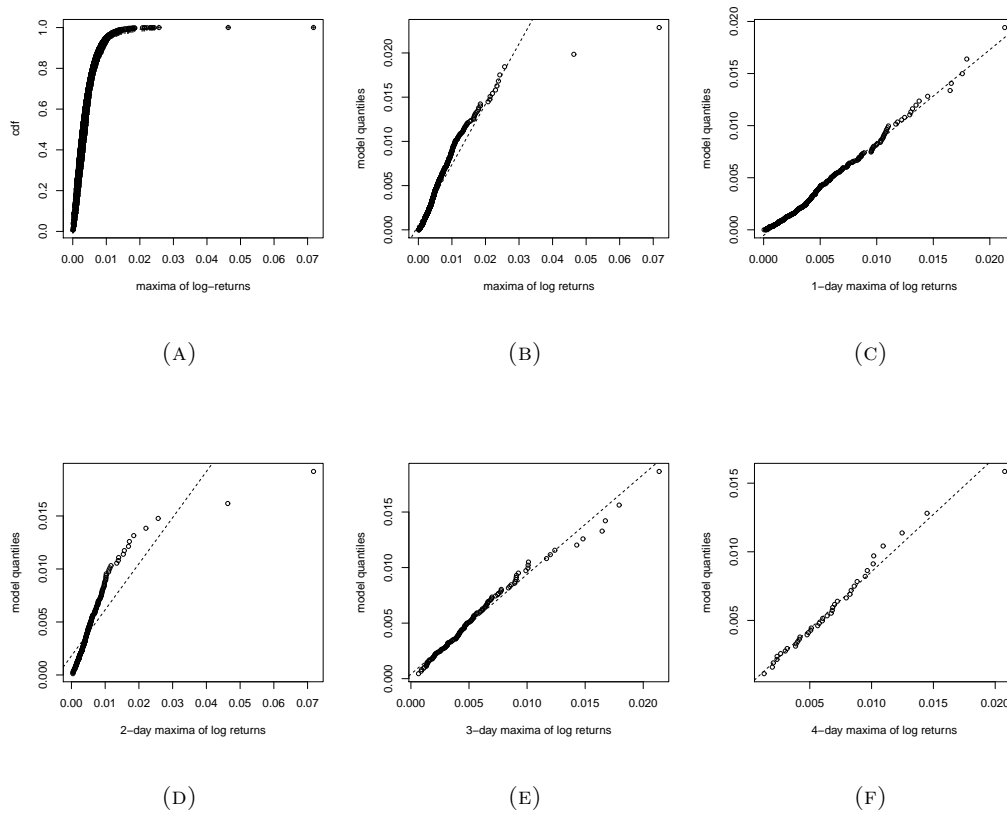 cdf
1.0
0.8
0.6
0.4
0.2
0.0
0.00 0.01 0.02 0.03 0.04 0.05 0.06 0.07
maxima of log−returns
(A)
model quantiles
0.020
0.015
0.010
0.005
0.000
0.00 0.01 0.02 0.03 0.04 0.05 0.06 0.07
maxima of log returns
(B)
model quantiles
0.020
0.015
0.010
0.005
0.000
0.000 0.005 0.010 0.015 0.020
1−day maxima of log returns
(C)
model quantiles
0.015
0.010
0.005
0.000
0.00 0.01 0.02 0.03 0.04 0.05 0.06 0.07
2−day maxima of log returns
(D)
model quantiles
0.015
0.010
0.005
0.000
0.000 0.005 0.010 0.015 0.020
3−day maxima of log returns
(E)
model quantiles
0.015
0.010
0.005
0.005 0.010 0.015 0.020
4−day maxima of log returns
(F)